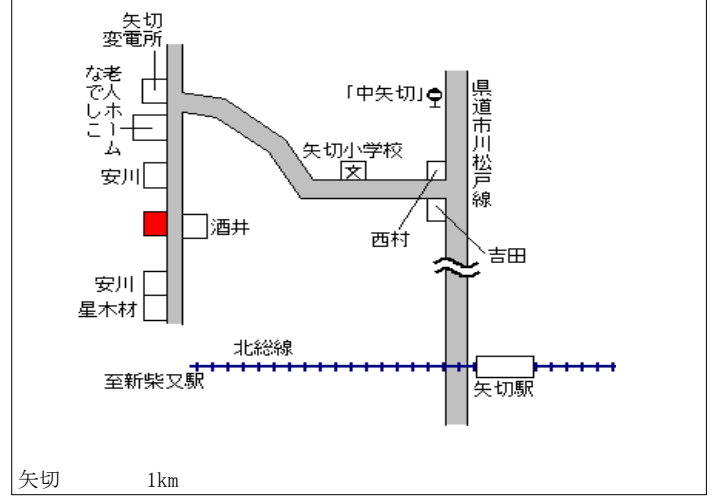 矢切
変電所
老人ホーム
なでしこ
安川
酒井
安川
星木材
「中矢切」
県道市川松戸線
矢切小学校
文
西村
吉田
北総線
至新柴又駅
矢切駅
矢切 1km